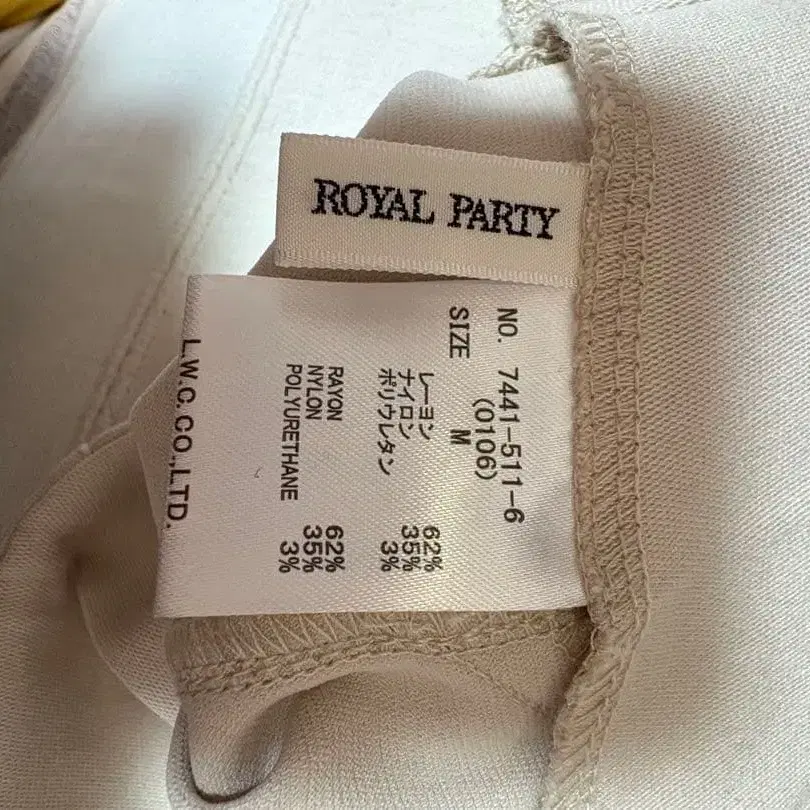 ROYAL PARTY
NO. 7441-511-6
(0106)
SIZE M
レーヨン 62%
ナイロン 35%
ポリウレタン 3%
RAYON 62%
NYLON 35%
POLYURETHANE 3%
L.W.C.CO.,LTD.